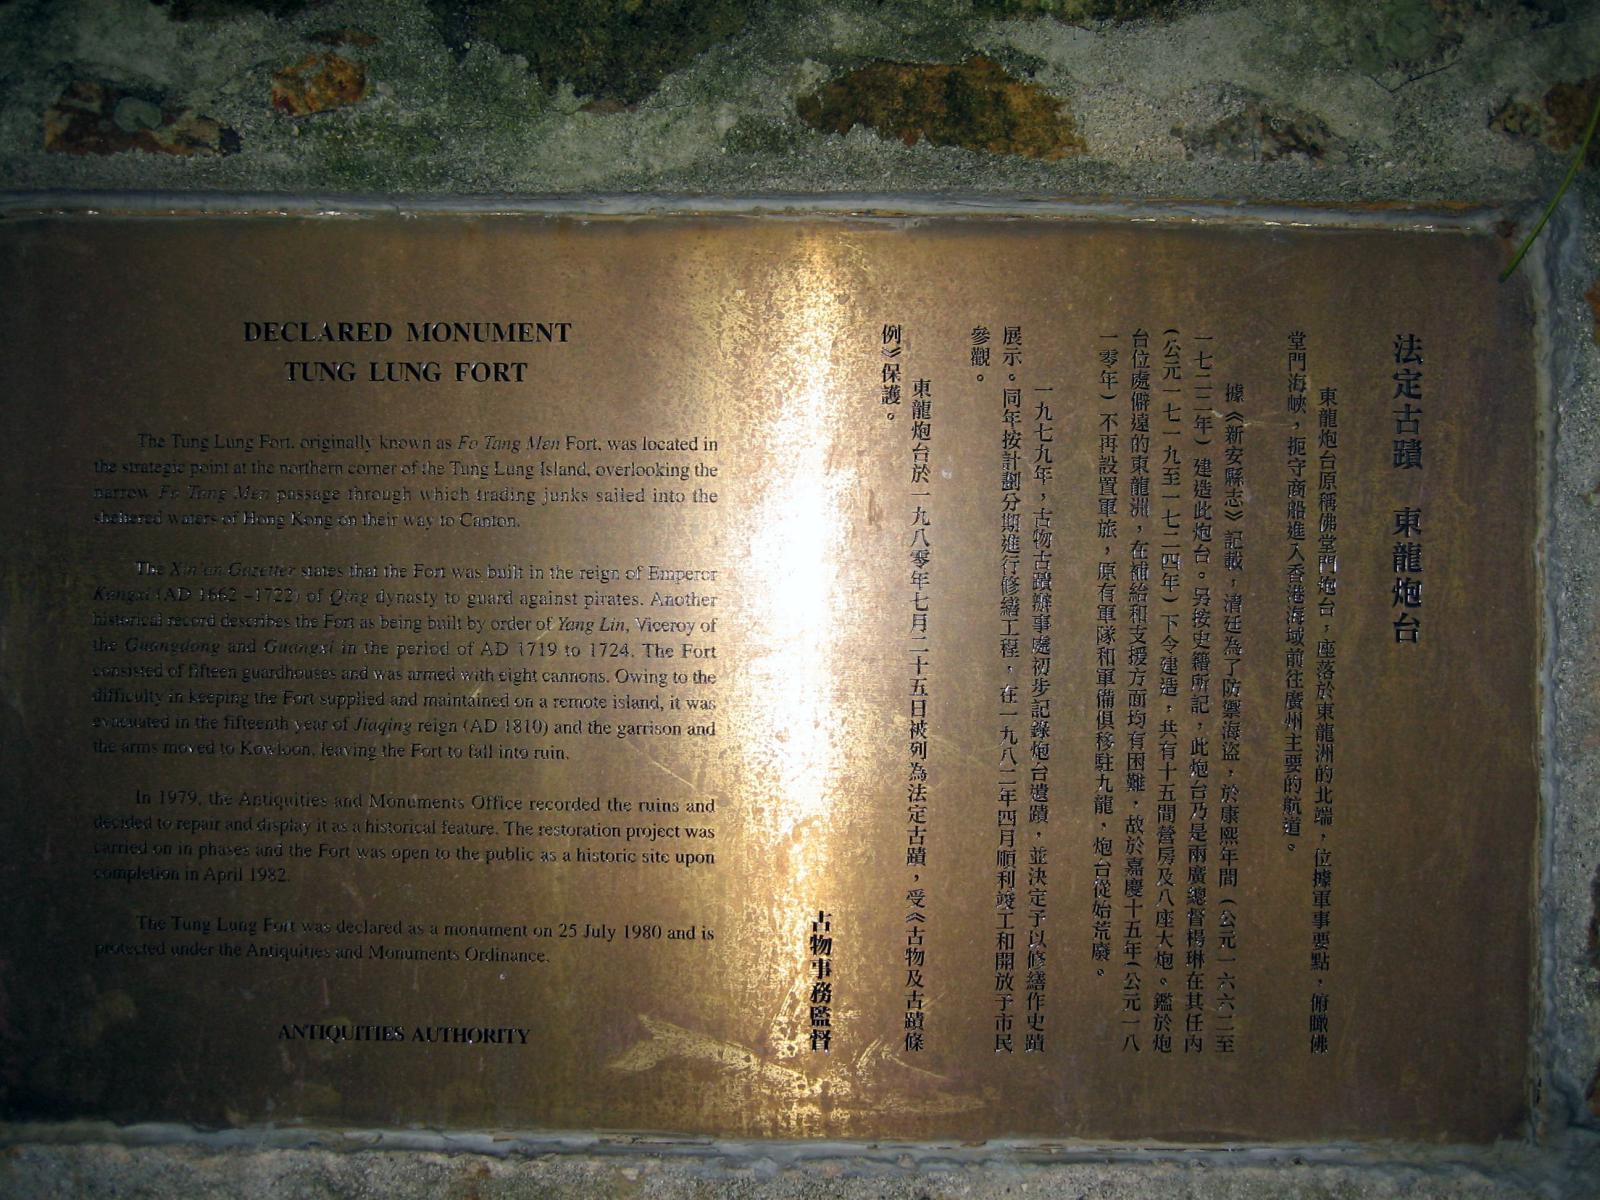 DECLARED MONUMENT
TUNG LUNG FORT
The Tung Lung Fort, originally known as Fo Tang Men Fort, was located in
the strategic point at the northern corner of the Tung Lung Island, overlooking the
narrow Fo Tang Men passage through which trading junks sailed into the
sheltered waters of Hong Kong on their way to Canton.
The Xin'an Gazetter states that the Fort was built in the reign of Emperor
Kangxi (AD 1662 –1722) of Qing dynasty to guard against pirates. Another
historical record describes the Fort as being built by order of Yang Lin, Viceroy of
the Guangdong and Guangxi in the period of AD 1719 to 1724. The Fort
consisted of fifteen guardhouses and was armed with eight cannons. Owing to the
difficulty in keeping the Fort supplied and maintained on a remote island, it was
evacuated in the fifteenth year of Jiaqing reign (AD 1810) and the garrison and
the arms moved to Kowloon, leaving the Fort to fall into ruin.
In 1979, the Antiquities and Monuments Office recorded the ruins and
decided to repair and display it as a historical feature. The restoration project was
carried on in phases and the Fort was open to the public as a historic site upon
completion in April 1982.
The Tung Lung Fort was declared as a monument on 25 July 1980 and is
protected under the Antiquities and Monuments Ordinance.
ANTIQUITIES AUTHORITY
法定古蹟 東龍炮台
東龍炮台原稱佛堂門炮台，座落於東龍洲的北端，位據軍事要點，俯瞰佛
堂門海峽，扼守商船進入香港海域前往廣州主要的航道。
據《新安縣志》記載，清廷為了防禦海盜，於康熙年間（公元一六六二至
一七二二年）建造此炮台。另按史籍所記，此炮台乃是兩廣總督楊琳在其任內
（公元一七一九至一七二四年）下令建造，共有十五間營房及八座大炮。鑑於炮
台位處僻遠的東龍洲，在補給和支援方面均有困難，故於嘉慶十五年（公元一八
一零年）不再設置軍旅，原有軍隊和軍備俱移駐九龍，炮台從始荒廢。
一九七九年，古物古蹟辦事處初步記錄炮台遺蹟，並決定予以修繕作史蹟
展示。同年按計劃分期進行修繕工程，在一九八二年四月順利竣工和開放于市民
參觀。
東龍炮台於一九八零年七月二十五日被列為法定古蹟，受《古物及古蹟條
例》保護。
古物事務監督